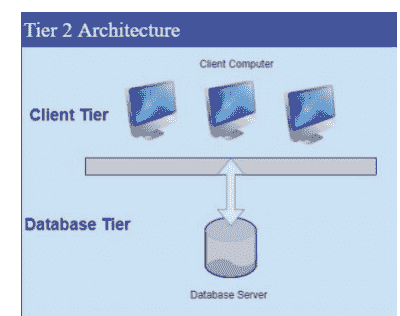 Tier 2 Architecture
Client Computer
Client Tier
Database Tier
Database Server